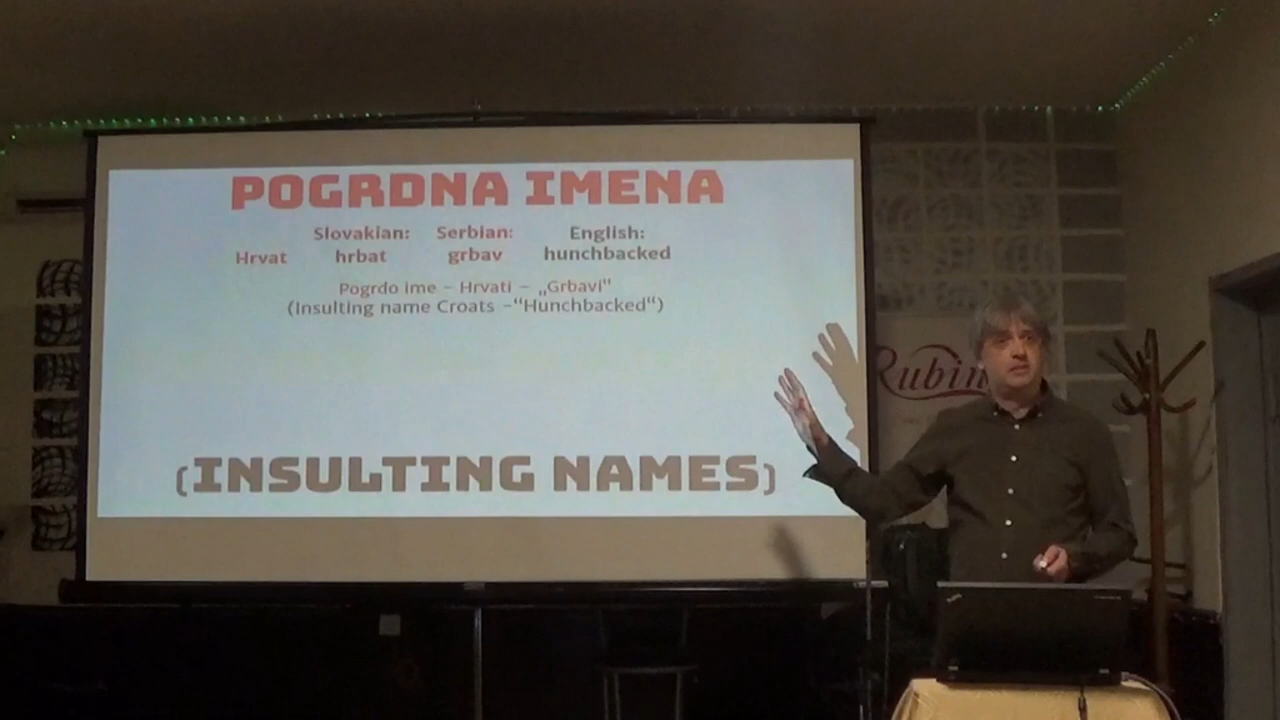 POGRDNA IMENA
Slovakian: Serbian: English:
Hrvat hrbat grbav hunchbacked
Pogrdo ime – Hrvati – „Grbavi“
(Insulting name Croats -“Hunchbacked“)
(INSULTING NAMES)
Rubin